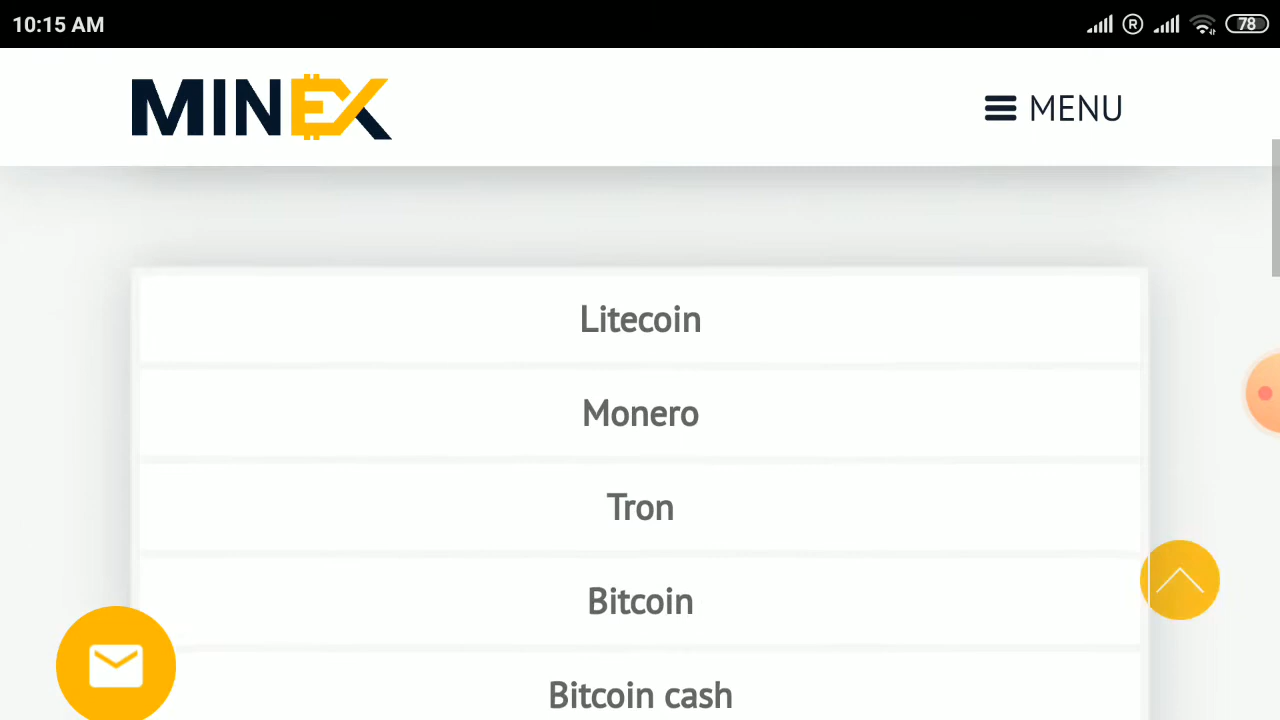 10:15 AM
R
78
MINEX
MENU
Litecoin
Monero
Tron
Bitcoin
Bitcoin cash